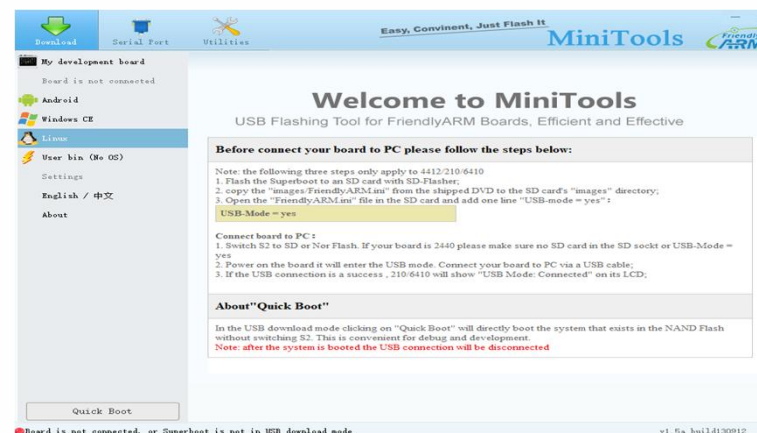 Easy, Convinent, Just Flash It
MiniTools
Friendly
ARM
Download
Serial Port
Utilities
My development board
Board is not connected
Android
Windows CE
Linux
User bin (No OS)
Settings
English / 中文
About
Quick Boot
Welcome to MiniTools
USB Flashing Tool for FriendlyARM Boards, Efficient and Effective
Before connect your board to PC please follow the steps below:
Note: the following three steps only apply to 4412/210/6410
1. Flash the Superboot to an SD card with SD-Flasher;
2. copy the "images/FriendlyARM.ini" from the shipped DVD to the SD card's "images" directory;
3. Open the "FriendlyARM.ini" file in the SD card and add one line "USB-mode = yes" :
USB-Mode = yes
Connect board to PC :
1. Switch S2 to SD or Nor Flash. If your board is 2440 please make sure no SD card in the SD sockt or USB-Mode =
yes
2. Power on the board it will enter the USB mode. Connect your board to PC via a USB cable;
3. If the USB connection is a success , 210/6410 will show "USB Mode: Connected" on its LCD;
About"Quick Boot"
In the USB download mode clicking on "Quick Boot" will directly boot the system that exists in the NAND Flash
without switching S2. This is convenient for debug and development.
Note: after the system is booted the USB connection will be disconnected
Board is not connected, or Superboot is not in USB download mode
v1.5a build130912